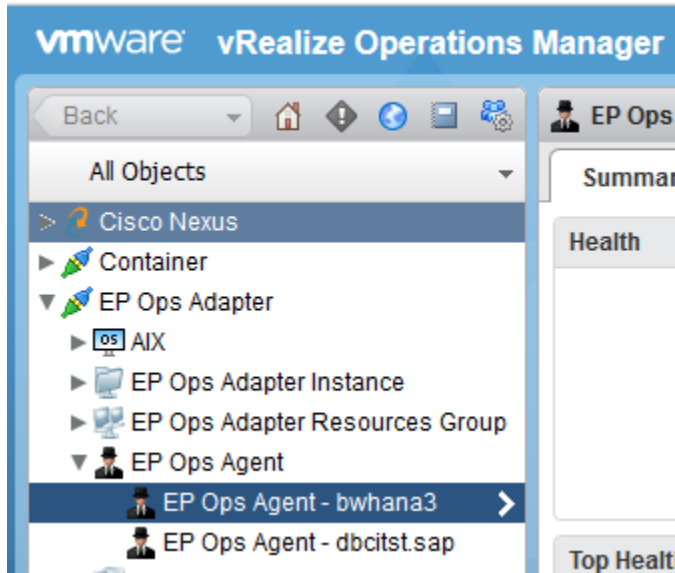 vmware vRealize Operations Manager
Back
EP Ops
All Objects
Summar
Cisco Nexus
Health
Container
EP Ops Adapter
os AIX
EP Ops Adapter Instance
EP Ops Adapter Resources Group
EP Ops Agent
EP Ops Agent - bwhana3
EP Ops Agent - dbcitst.sap
Top Healt